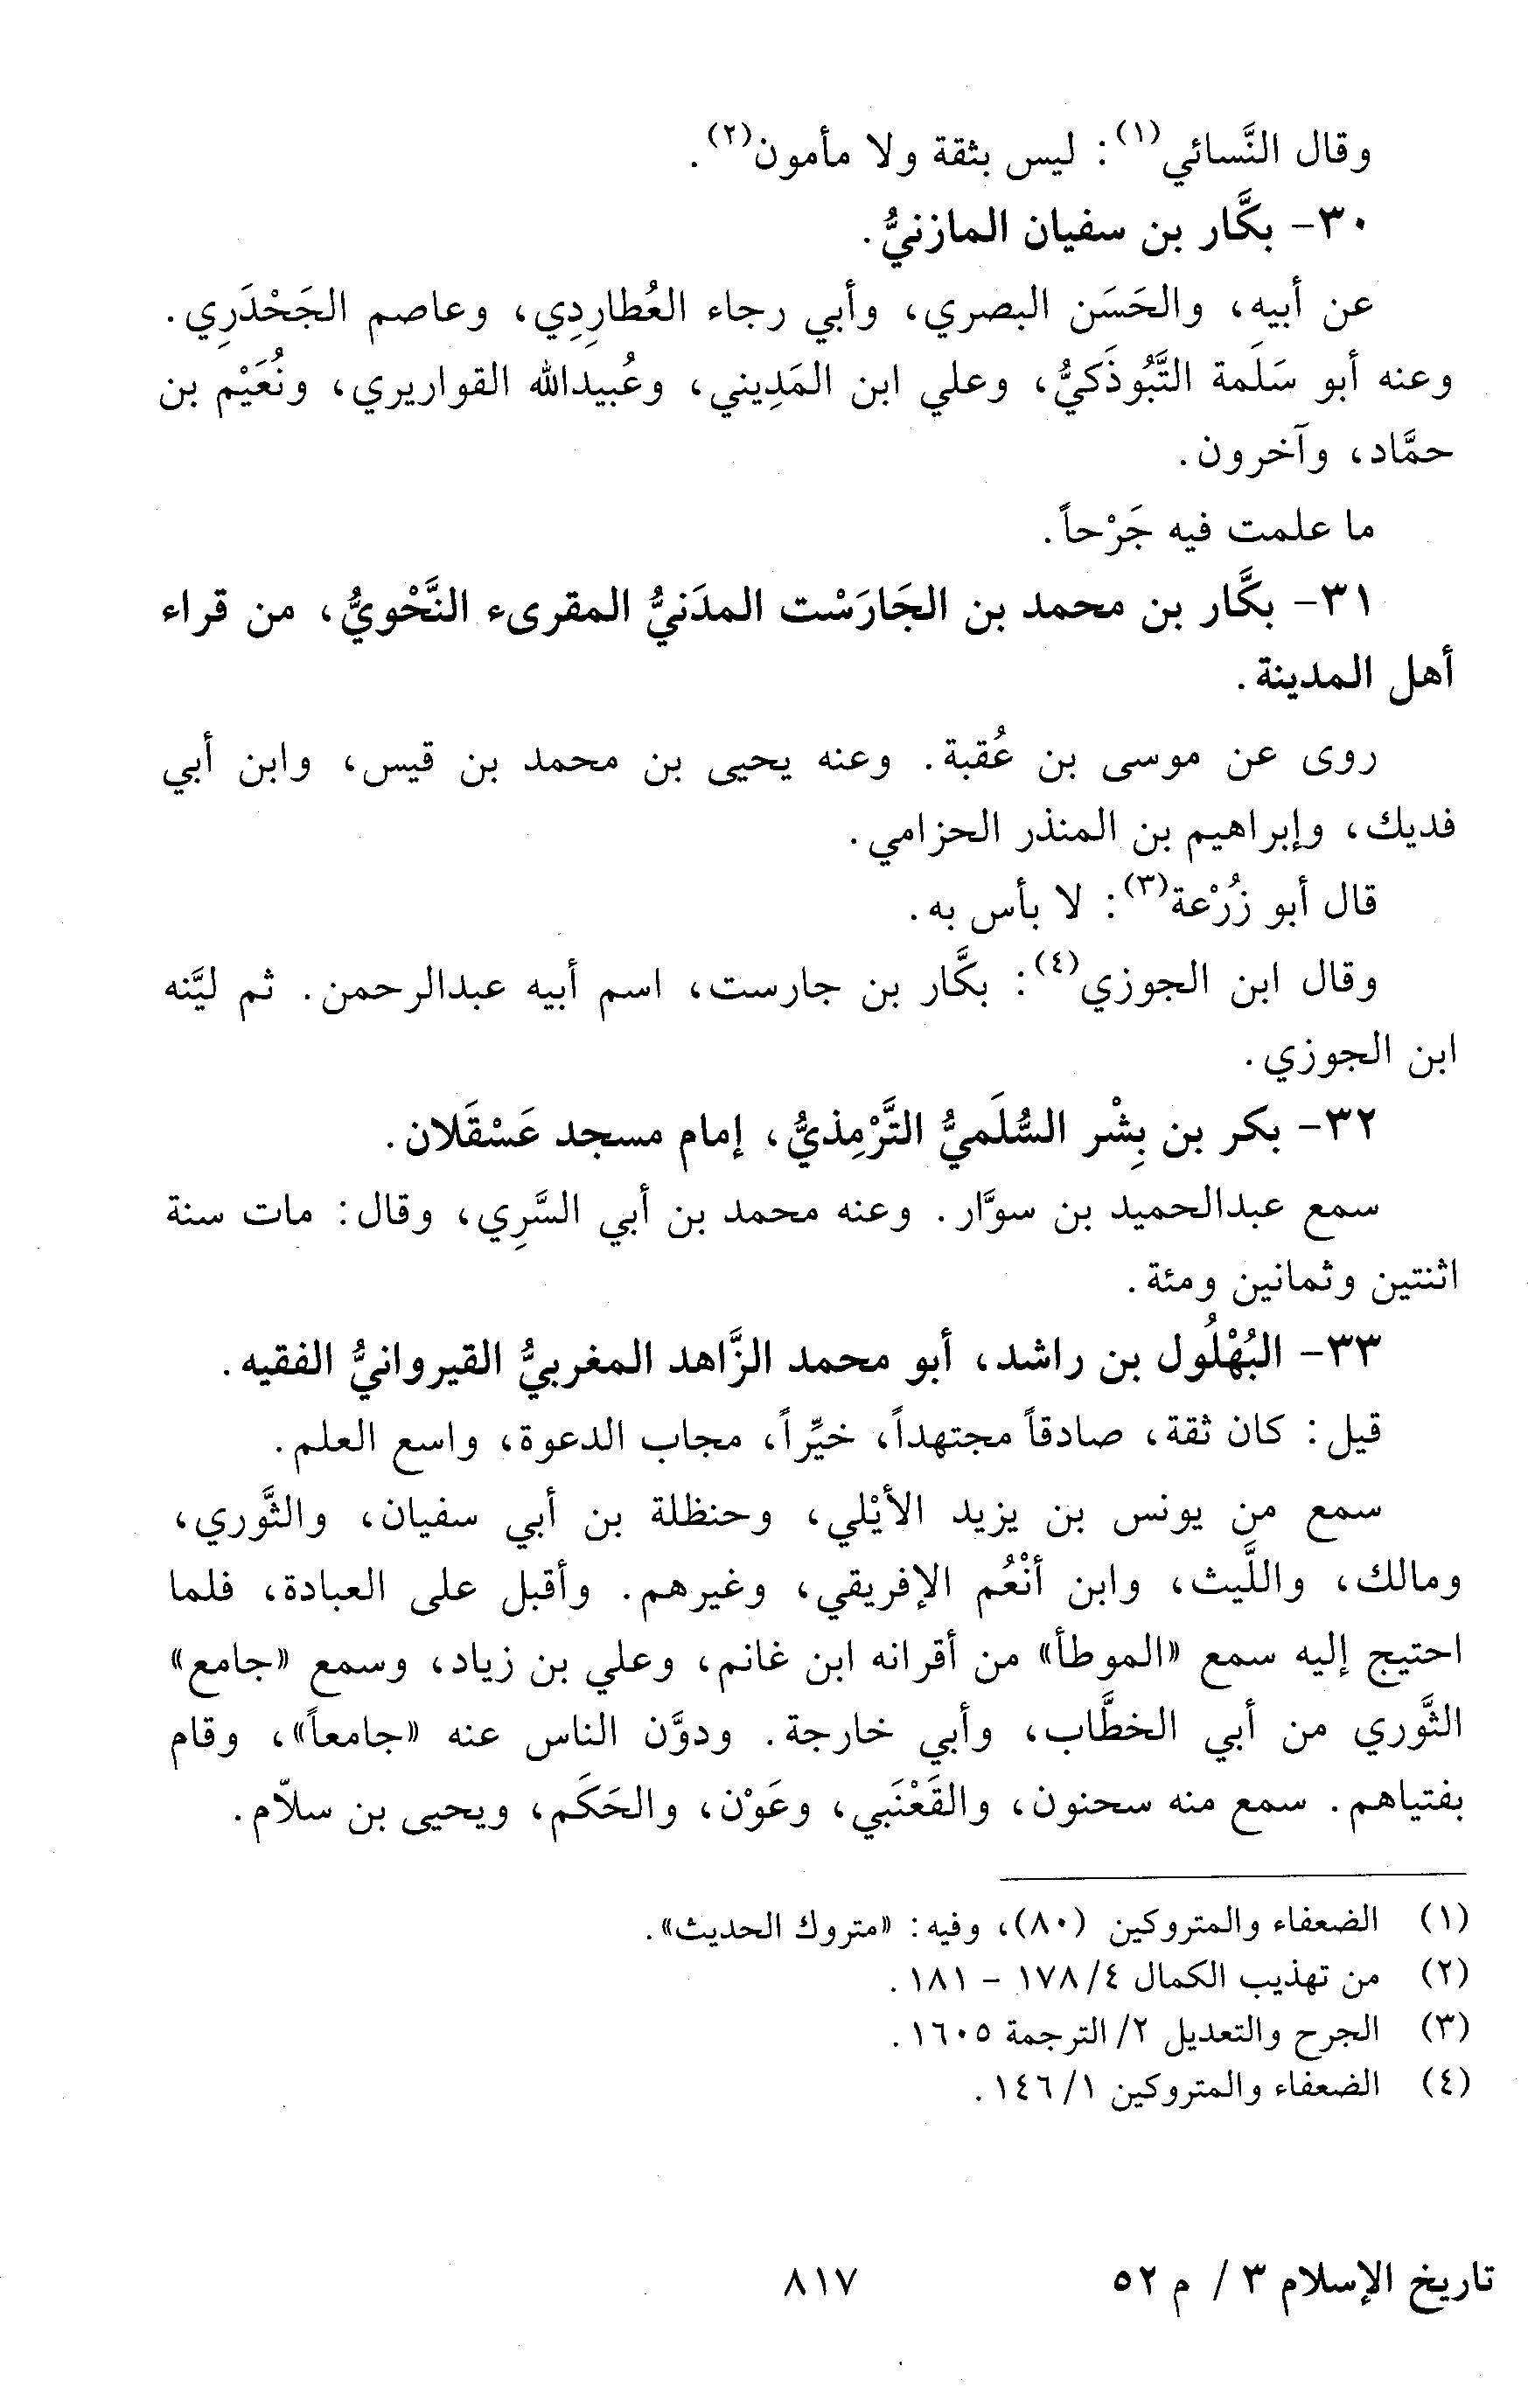 وقال النَّسائي(١): ليس بثقة ولا مأمون(٢).
٣٠- بكَّار بن سفيان المازنيُّ.
عن أبيه، والحَسَن البصري، وأبي رجاء العُطارِدِي، وعاصم الجَحْدَرِي.
وعنه أبو سَلَمة التَّبُوذَكيُّ، وعلي ابن المَدِيني، وعُبيدالله القواريري، ونُعَيْم بن
حمَّاد، وآخرون.
ما علمت فيه جَرْحاً.
٣١- بكَّار بن محمد بن الجَارَسْت المدَنيُّ المقرىء النَّحْويُّ، من قراء
أهل المدينة.
روى عن موسى بن عُقبة. وعنه يحيى بن محمد بن قيس، وابن أبي
فديك، وإبراهيم بن المنذر الحزامي.
قال أبو زُرْعة(٣): لا بأس به.
وقال ابن الجوزي(٤): بكَّار بن جارست، اسم أبيه عبدالرحمن. ثم ليَّنه
ابن الجوزي.
٣٢- بكر بن بِشْر السُّلَميُّ التَّرْمِذيُّ، إمام مسجد عَسْقَلان.
سمع عبدالحميد بن سوَّار. وعنه محمد بن أبي السَّرِي، وقال: مات سنة
اثنتين وثمانين ومئة.
٣٣- البُهْلُول بن راشد، أبو محمد الزَّاهد المغربيُّ القيروانيُّ الفقيه.
قيل: كان ثقة، صادقاً مجتهداً، خيِّراً، مجاب الدعوة، واسع العلم.
سمع من يونس بن يزيد الأيْلي، وحنظلة بن أبي سفيان، والثَّوري،
ومالك، واللَّيث، وابن أنْعُم الإفريقي، وغيرهم. وأقبل على العبادة، فلما
احتيج إليه سمع «الموطأ» من أقرانه ابن غانم، وعلي بن زياد، وسمع «جامع»
الثَّوري من أبي الخطَّاب، وأبي خارجة. ودوَّن الناس عنه «جامعاً»، وقام
بفتياهم. سمع منه سحنون، والقَعْنَبي، وعَوْن، والحَكَم، ويحيى بن سلاّم.
(١) الضعفاء والمتروكين (٨٠)، وفيه: «متروك الحديث».
(٢) من تهذيب الكمال ٤/ ١٧٨ - ١٨١.
(٣) الجرح والتعديل ٢/ الترجمة ١٦٠٥.
(٤) الضعفاء والمتروكين ١/ ١٤٦.
تاريخ الإسلام ٣ / م ٥٢ ٨١٧